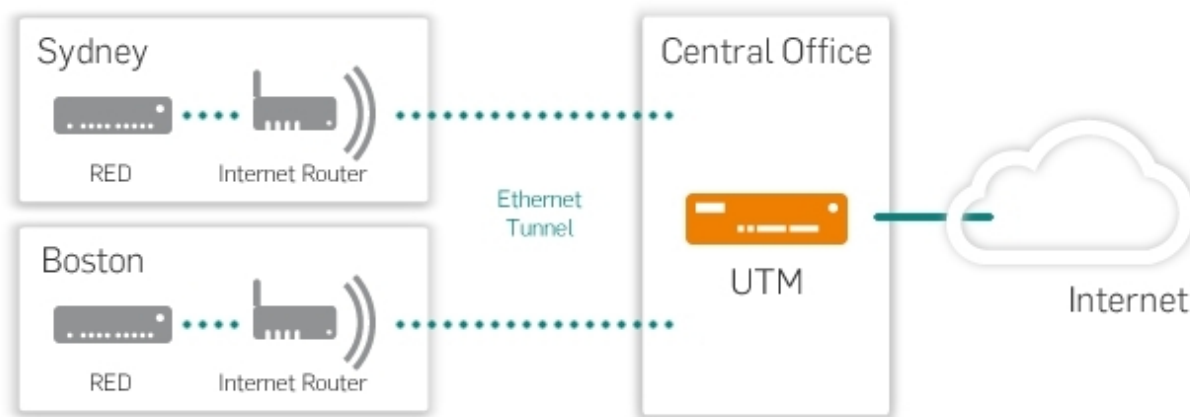 Sydney
RED
Internet Router
Boston
RED
Internet Router
Ethernet
Tunnel
Central Office
UTM
Internet